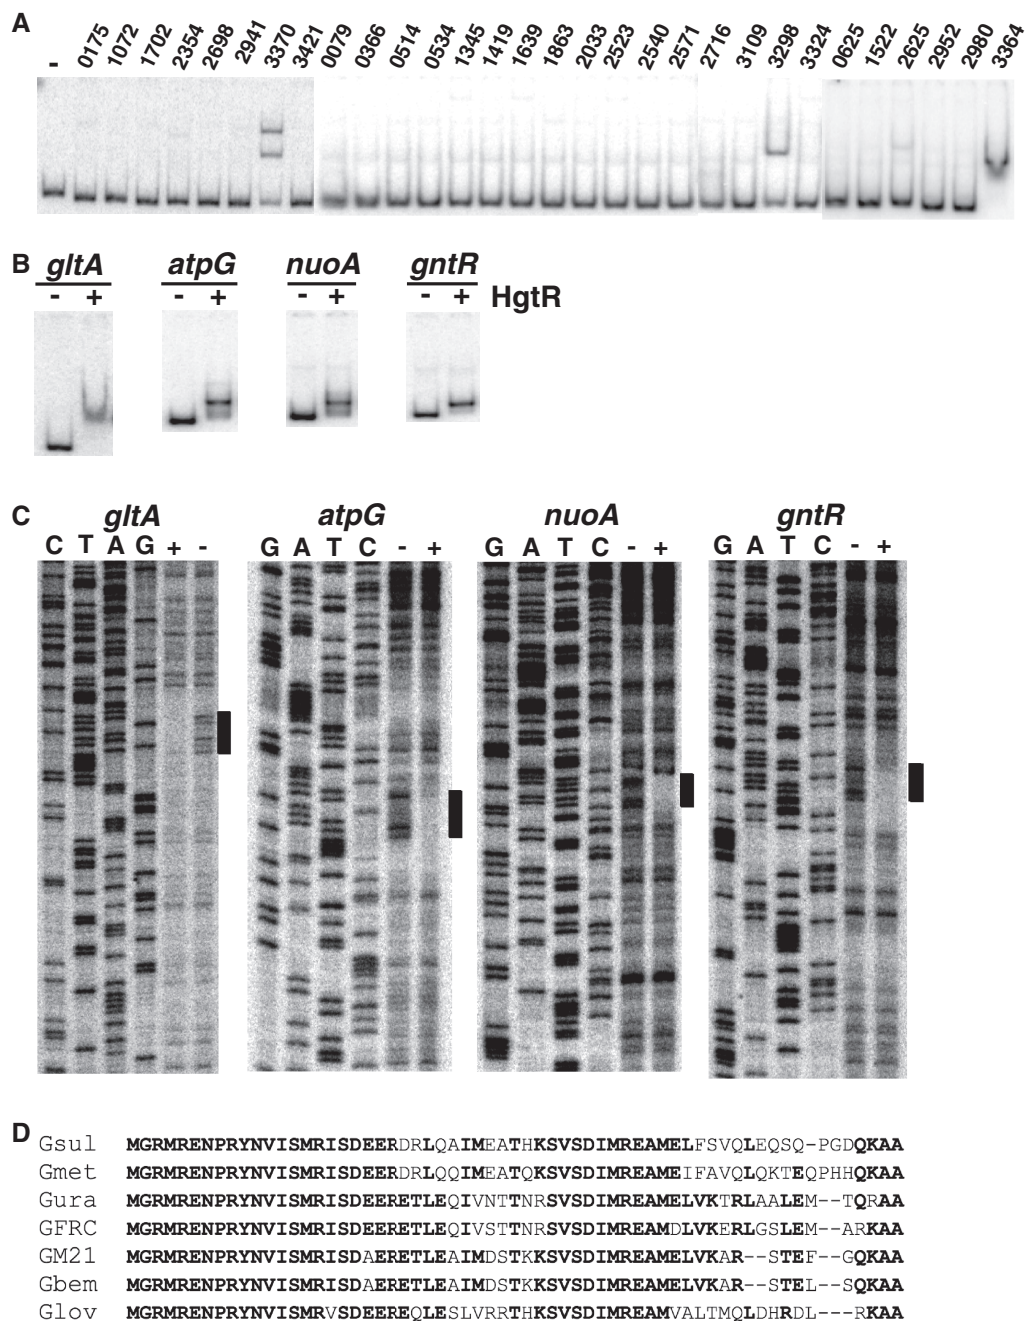 A
- 0175 1072 1702 2354 2698 2941 3370 3421 0079 0366 0514 0534 1345 1419 1639 1863 2033 2523 2540 2571 2716 3109 3298 3324 0625 1522 2625 2952 2980 3364
B gltA atpG nuoA gntR
- + - + - + - + HgtR
C gltA atpG nuoA gntR
C T A G + - G A T C - + G A T C - + G A T C - +
D Gsul MGRMRENPRYNVISMRISDEERDRLQAIMEATHKSVSDIMREAMELFSVQLEQSQ-PGDQKAA
Gmet MGRMRENPRYNVISMRISDEERDRLQQIMEATQKSVSDIMREAMEIFAVQLQKTEQPHHQKAA
Gura MGRMRENPRYNVISMRISDEERETLEQIVNTTNRSVSDIMREAMELVKTRLAALEM--TQRAA
GFRC MGRMRENPRYNVISMRISDEERETLEQIVSTTNRSVSDIMREAMDLVKERLGSLEM--ARKAA
GM21 MGRMRENPRYNVISMRISDAERETLEAIMDSTKKSVSDIMREAMELVKAR--STEF--GQKAA
Gbem MGRMRENPRYNVISMRISDAERETLEAIMDSTKKSVSDIMREAMELVKAR--STEL--SQKAA
Glov MGRMRENPRYNVISMRVSDEEREQLESLVRRTHKSVSDIMREAMVALTMQLDHRDL---RKAA